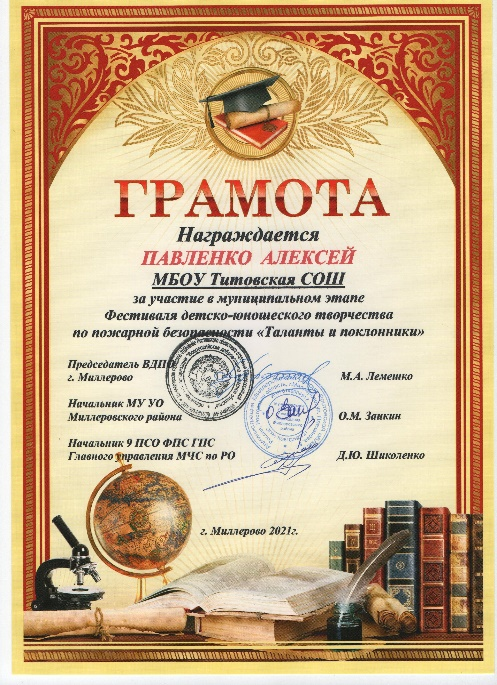 ГРАМОТА
Награждается
ПАВЛЕНКО АЛЕКСЕЙ
МБОУ Титовская СОШ
за участие в муниципальном этапе
Фестиваля детско-юношеского творчества
по пожарной безопасности «Таланты и поклонники»
Председатель ВДПО
г. Миллерово
М.А. Лемешко
Начальник МУ УО
Миллеровского района
О.М. Заикин
Начальник 9 ПСО ФПС ГПС
Главного управления МЧС по РО
Д.Ю. Шиколенко
г. Миллерово 2021г.